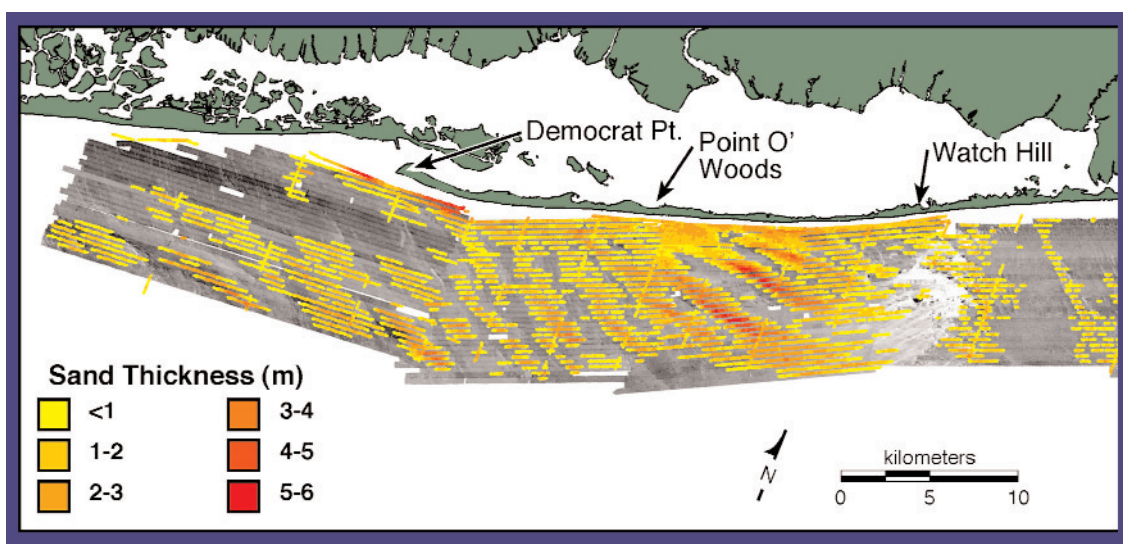 Democrat Pt.
Point O'
Woods
Watch Hill
Sand Thickness (m)
<1
1-2
2-3
3-4
4-5
5-6
N
kilometers
0 5 10